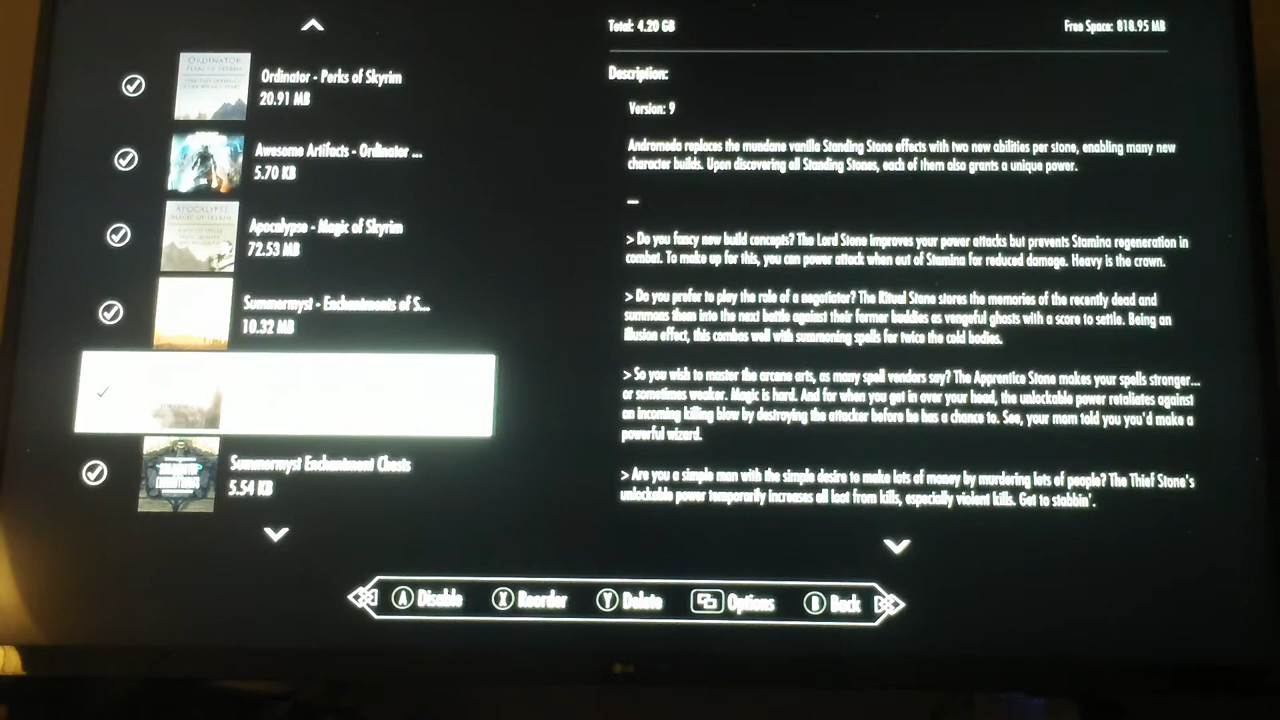 Total: 4.20 GB
Free Space: 818.95 MB
ORDINATOR
PERKS OF SKYRIM
Ordinator - Perks of Skyrim
20.91 MB
Awesome Artifacts - Ordinator ...
5.70 KB
APOCALYPSE
MAGIC OF SKYRIM
Apocalypse - Magic of Skyrim
72.53 MB
Summermyst - Enchantments of S...
10.32 MB
Summermyst Enchantment Chests
5.54 KB
Description:
Version: 9
Andromeda replaces the mundane vanilla Standing Stone effects with two new abilities per stone, enabling many new
character builds. Upon discovering all Standing Stones, each of them also grants a unique power.
—
> Do you fancy new build concepts? The Lord Stone improves your power attacks but prevents Stamina regeneration in
combat. To make up for this, you can power attack when out of Stamina for reduced damage. Heavy is the crown.
> Do you prefer to play the role of a negotiator? The Ritual Stone stores the memories of the recently dead and
summons them into the next battle against their former buddies as vengeful ghosts with a score to settle. Being an
illusion effect, this combos well with summoning spells for twice the cold bodies.
> So you wish to master the arcane arts, as many spell vendors say? The Apprentice Stone makes your spells stronger...
or sometimes weaker. Magic is hard. And for when you get in over your head, the unlockable power retaliates against
an incoming killing blow by destroying the attacker before he has a chance to. See, your mom told you you'd make a
powerful wizard.
> Are you a simple man with the simple desire to make lots of money by murdering lots of people? The Thief Stone's
unlockable power temporarily increases all loot from kills, especially violent kills. Get to stabbin'.
A Disable X Reorder Y Delete Options B Back
LG